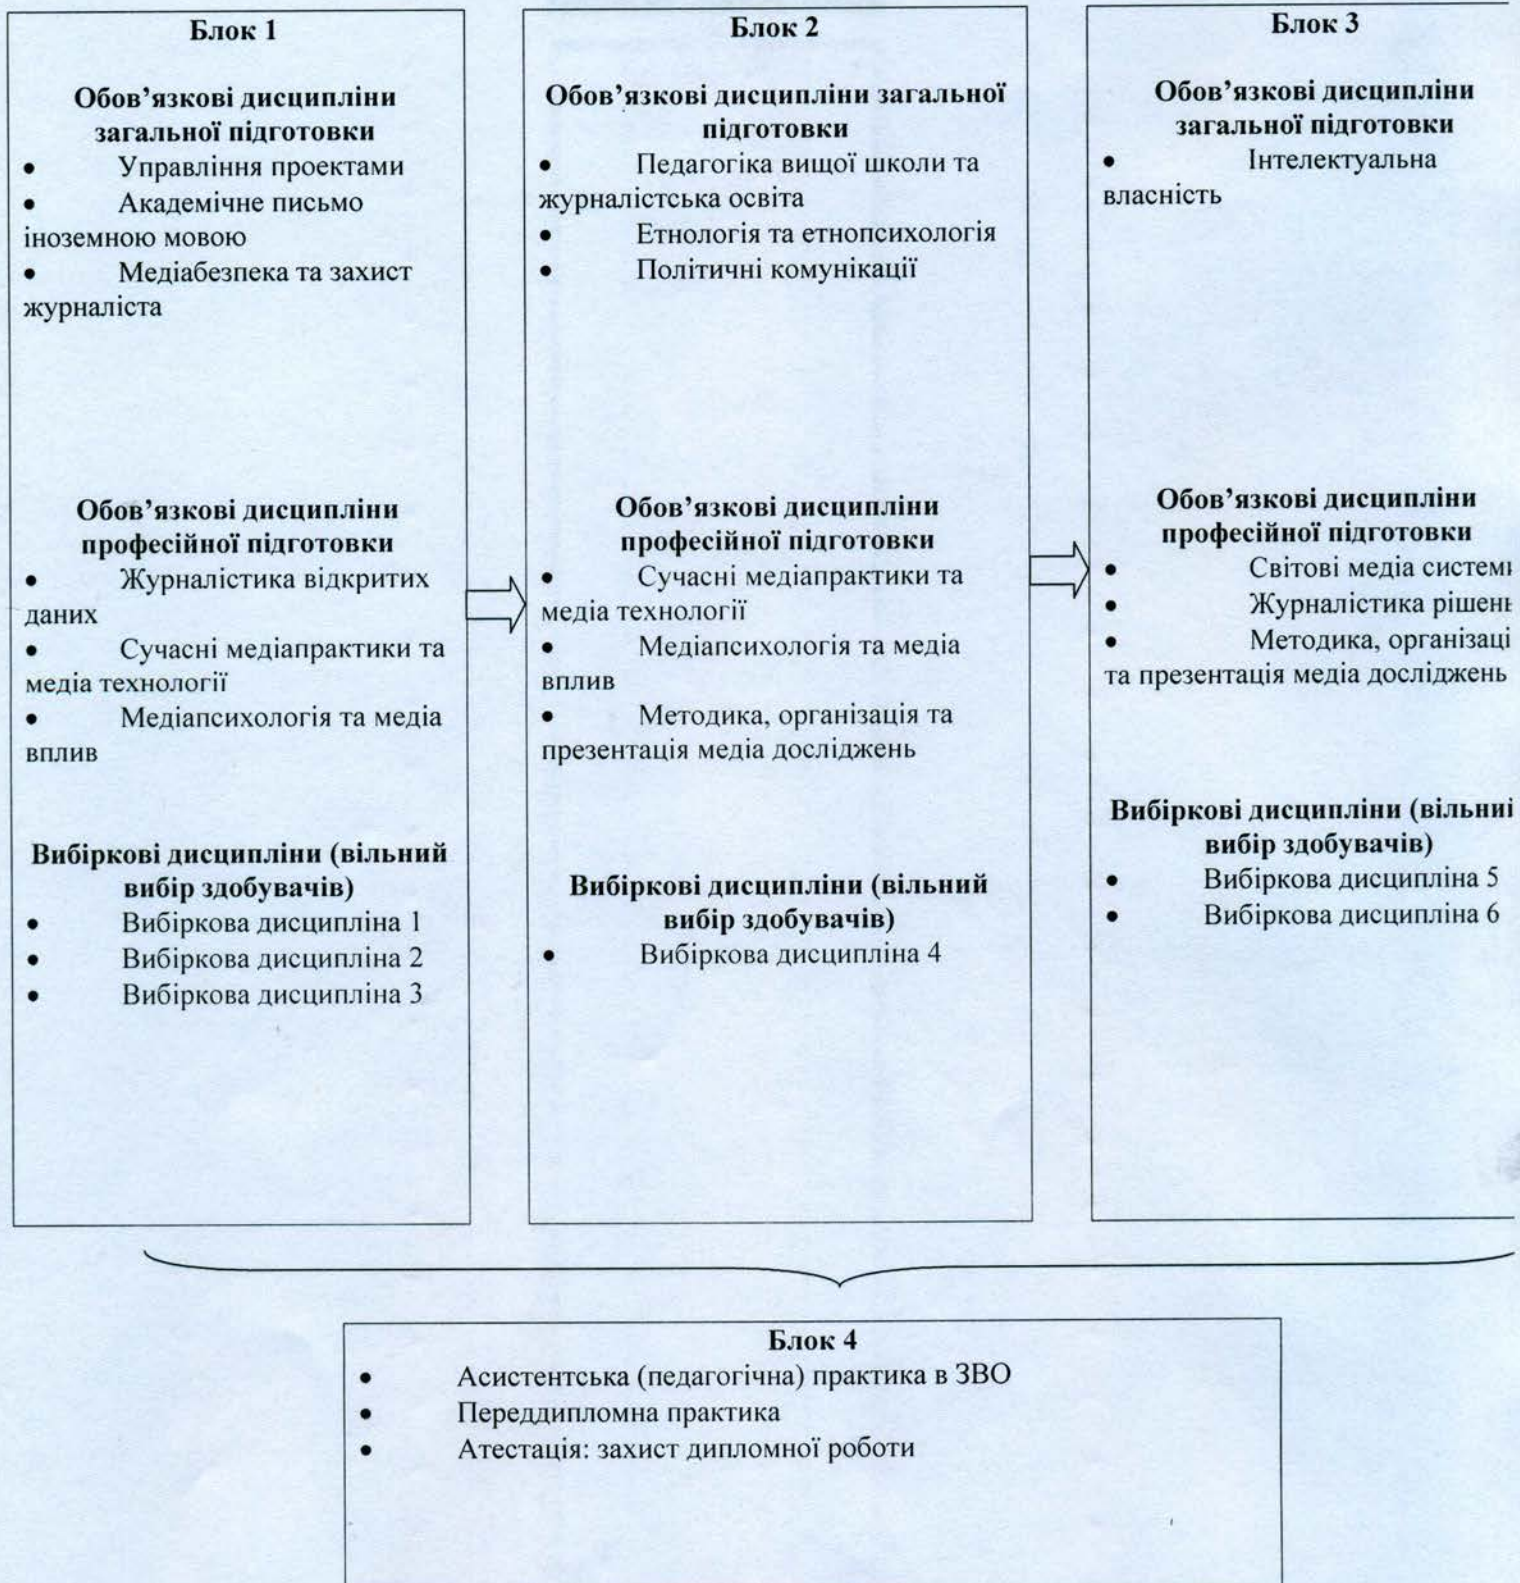 Блок 1
Обов’язкові дисципліни
загальної підготовки
• Управління проектами
• Академічне письмо
іноземною мовою
• Медіабезпека та захист
журналіста
Обов’язкові дисципліни
професійної підготовки
• Журналістика відкритих
даних
• Сучасні медіапрактики та
медіа технології
• Медіапсихологія та медіа
вплив
Вибіркові дисципліни (вільний
вибір здобувачів)
• Вибіркова дисципліна 1
• Вибіркова дисципліна 2
• Вибіркова дисципліна 3
Блок 2
Обов’язкові дисципліни загальної
підготовки
• Педагогіка вищої школи та
журналістська освіта
• Етнологія та етнопсихологія
• Політичні комунікації
Обов’язкові дисципліни
професійної підготовки
• Сучасні медіапрактики та
медіа технології
• Медіапсихологія та медіа
вплив
• Методика, організація та
презентація медіа досліджень
Вибіркові дисципліни (вільний
вибір здобувачів)
• Вибіркова дисципліна 4
Блок 3
Обов’язкові дисципліни
загальної підготовки
• Інтелектуальна
власність
Обов’язкові дисципліни
професійної підготовки
• Світові медіа
• Журналістика
• Методика,
та презентація медіа досліджень
Вибіркові дисципліни
вибір здобувачів)
• Вибіркова дисципліна 5
• Вибіркова дисципліна 6
Блок 4
• Асистентська (педагогічна) практика в ЗВО
• Переддипломна практика
• Атестація: захист дипломної роботи